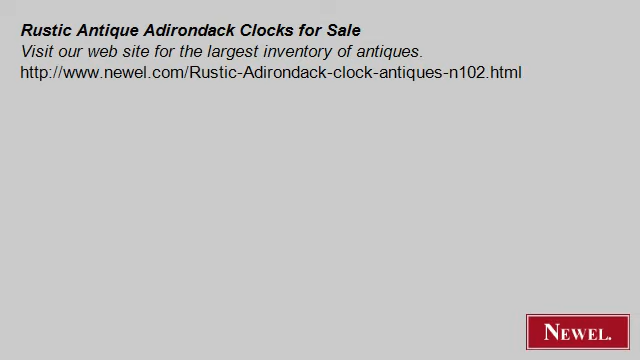 Rustic Antique Adirondack Clocks for Sale
Visit our web site for the largest inventory of antiques.
http://www.newel.com/Rustic-Adirondack-clock-antiques-n102.html
NEWEL.